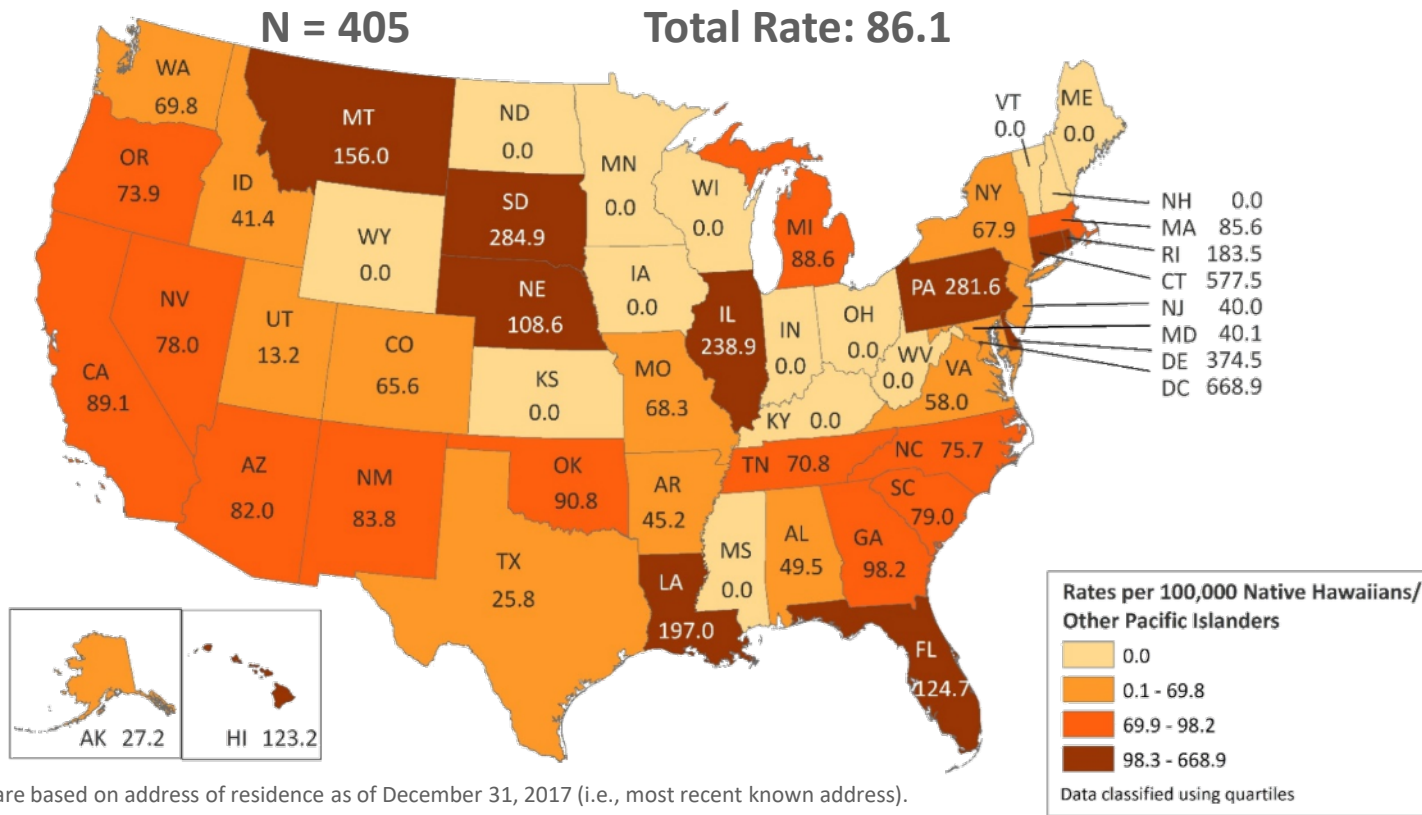 N = 405
Total Rate: 86.1
WA
69.8
OR
73.9
CA
89.1
NV
78.0
ID
41.4
MT
156.0
WY
0.0
UT
13.2
CO
65.6
AZ
82.0
NM
83.8
ND
0.0
SD
284.9
NE
108.6
KS
0.0
OK
90.8
TX
25.8
MN
0.0
IA
0.0
MO
68.3
AR
45.2
LA
197.0
WI
0.0
IL
238.9
MI
88.6
IN
0.0
OH
0.0
KY 0.0
TN 70.8
MS
0.0
AL
49.5
GA
98.2
FL
124.7
SC
79.0
NC 75.7
WV
0.0
VA
58.0
PA 281.6
NY
67.9
VT
0.0
ME
0.0
NH 0.0
MA 85.6
RI 183.5
CT 577.5
NJ 40.0
MD 40.1
DE 374.5
DC 668.9
AK 27.2
HI 123.2
Rates per 100,000 Native Hawaiians/
Other Pacific Islanders
0.0
0.1 - 69.8
69.9 - 98.2
98.3 - 668.9
Data classified using quartiles
are based on address of residence as of December 31, 2017 (i.e., most recent known address).